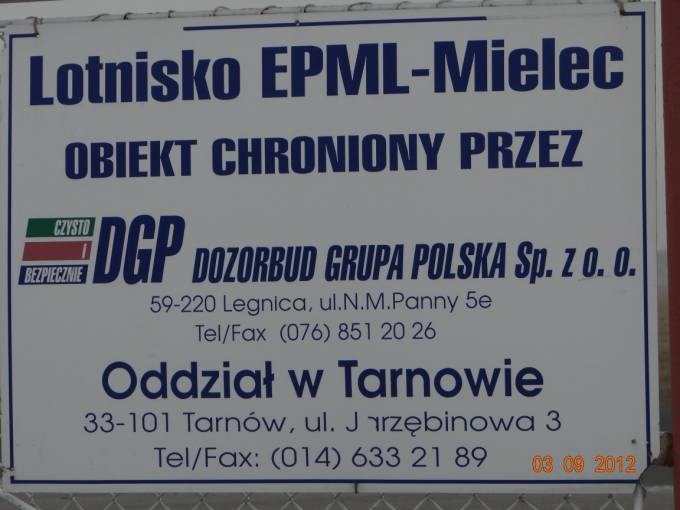 Lotnisko EPML-Mielec
OBIEKT CHRONIONY PRZEZ
CZYSTO
i
BEZPIECZNIE
DGP DOZORBUD GRUPA POLSKA Sp. z o. o.
59-220 Legnica, ul.N.M.Panny 5e
Tel/Fax (076) 851 20 26
Oddział w Tarnowie
33-101 Tarnów, ul. Jarzębinowa 3
Tel/Fax: (014) 633 21 89
03 09 2012